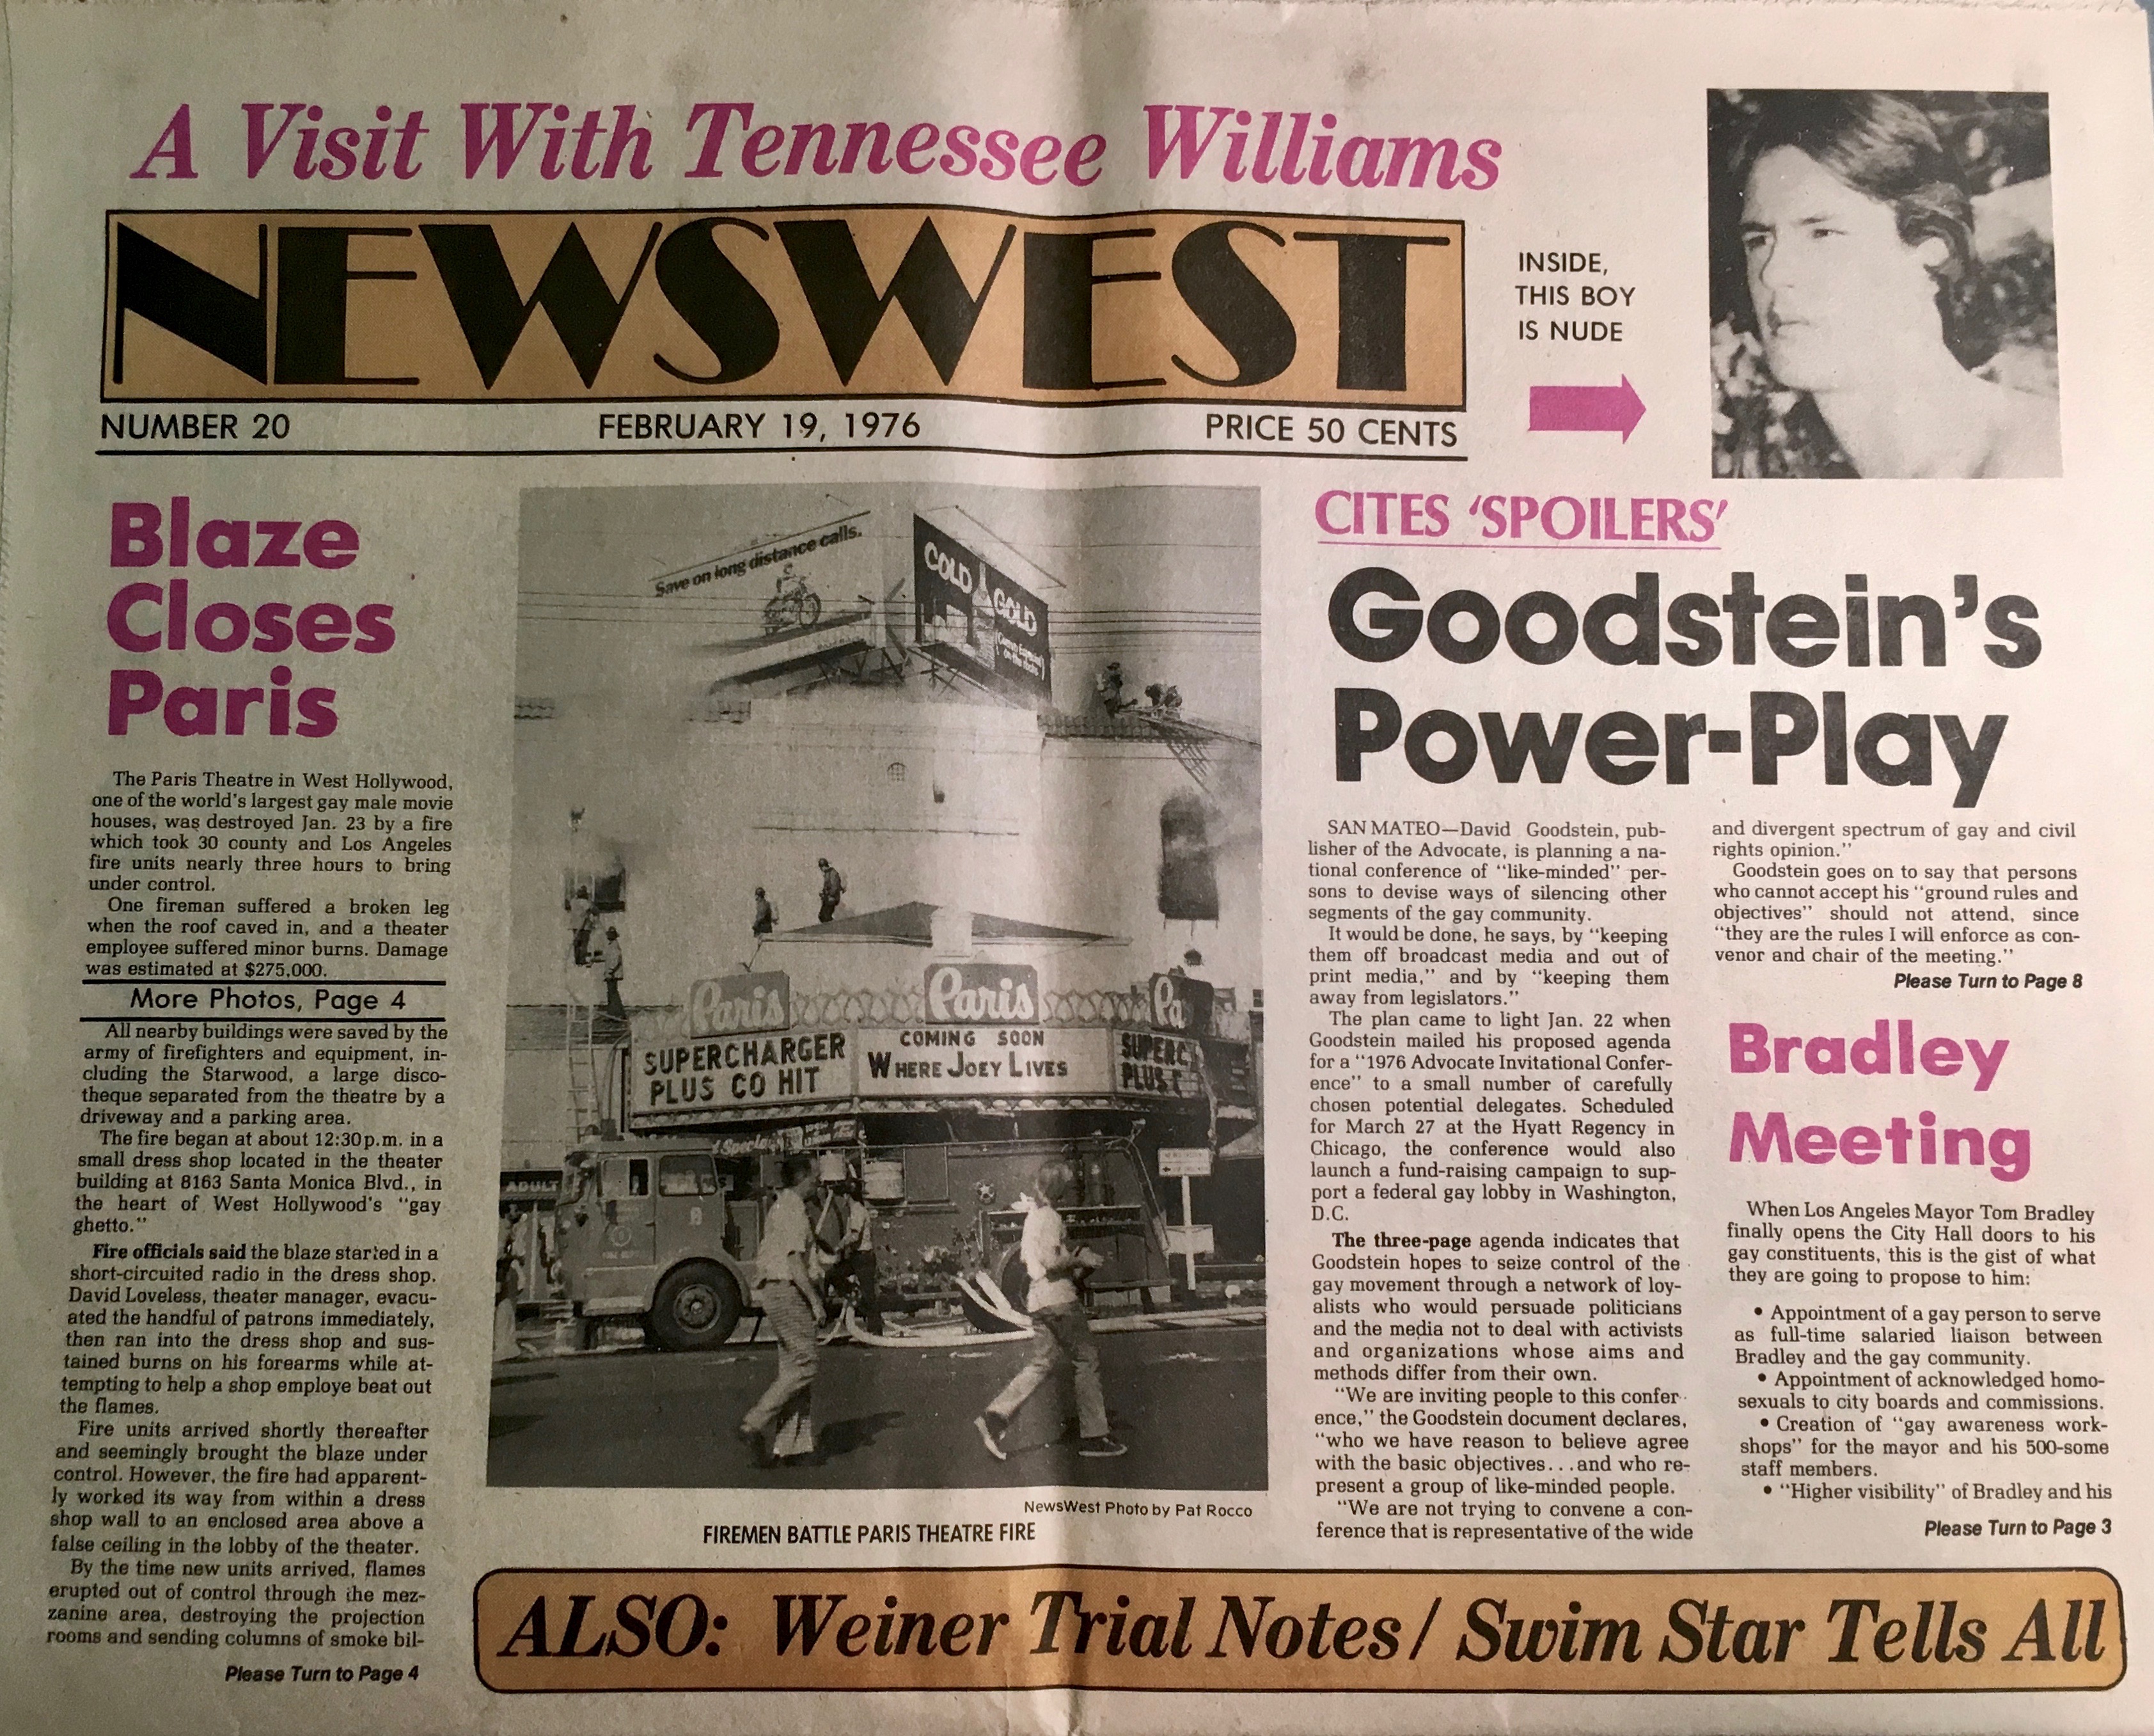 A Visit With Tennessee Williams
NEWSWEST
NUMBER 20 FEBRUARY 19, 1976 PRICE 50 CENTS
INSIDE,
THIS BOY
IS NUDE
Blaze
Closes
Paris
The Paris Theatre in West Hollywood,
one of the world's largest gay male movie
houses, was destroyed Jan. 23 by a fire
which took 30 county and Los Angeles
fire units nearly three hours to bring
under control.
One fireman suffered a broken leg
when the roof caved in, and a theater
employee suffered minor burns. Damage
was estimated at $275,000.
More Photos, Page 4
All nearby buildings were saved by the
army of firefighters and equipment, in-
cluding the Starwood, a large disco-
theque separated from the theatre by a
driveway and a parking area.
The fire began at about 12:30 p.m. in a
small dress shop located in the theater
building at 8163 Santa Monica Blvd., in
the heart of West Hollywood's "gay
ghetto."
Fire officials said the blaze started in a
short-circuited radio in the dress shop.
David Loveless, theater manager, evacu-
ated the handful of patrons immediately,
then ran into the dress shop and sus-
tained burns on his forearms while at-
tempting to help a shop employe beat out
the flames.
Fire units arrived shortly thereafter
and seemingly brought the blaze under
control. However, the fire had apparent-
ly worked its way from within a dress
shop wall to an enclosed area above a
false ceiling in the lobby of the theater.
By the time new units arrived, flames
erupted out of control through the mez-
zanine area, destroying the projection
rooms and sending columns of smoke bil-
Please Turn to Page 4
Save on long distance calls.
COLD GOLD
Paris Paris Pa
SUPERCHARGER
PLUS CO HIT
COMING SOON
WHERE JOEY LIVES
SUPERC
PLUS C
ADULT
NewsWest Photo by Pat Rocco
FIREMEN BATTLE PARIS THEATRE FIRE
CITES 'SPOILERS'
Goodstein's
Power-Play
SAN MATEO—David Goodstein, pub-
lisher of the Advocate, is planning a na-
tional conference of "like-minded" per-
sons to devise ways of silencing other
segments of the gay community.
It would be done, he says, by "keeping
them off broadcast media and out of
print media," and by "keeping them
away from legislators."
The plan came to light Jan. 22 when
Goodstein mailed his proposed agenda
for a "1976 Advocate Invitational Confer-
ence" to a small number of carefully
chosen potential delegates. Scheduled
for March 27 at the Hyatt Regency in
Chicago, the conference would also
launch a fund-raising campaign to sup-
port a federal gay lobby in Washington,
D.C.
The three-page agenda indicates that
Goodstein hopes to seize control of the
gay movement through a network of loy-
alists who would persuade politicians
and the media not to deal with activists
and organizations whose aims and
methods differ from their own.
"We are inviting people to this confer-
ence," the Goodstein document declares,
"who we have reason to believe agree
with the basic objectives...and who re-
present a group of like-minded people.
"We are not trying to convene a con-
ference that is representative of the wide
and divergent spectrum of gay and civil
rights opinion."
Goodstein goes on to say that persons
who cannot accept his "ground rules and
objectives" should not attend, since
"they are the rules I will enforce as con-
venor and chair of the meeting."
Please Turn to Page 8
Bradley
Meeting
When Los Angeles Mayor Tom Bradley
finally opens the City Hall doors to his
gay constituents, this is the gist of what
they are going to propose to him:
• Appointment of a gay person to serve
as full-time salaried liaison between
Bradley and the gay community.
• Appointment of acknowledged homo-
sexuals to city boards and commissions.
• Creation of "gay awareness work-
shops" for the mayor and his 500-some
staff members.
• "Higher visibility" of Bradley and his
Please Turn to Page 3
ALSO: Weiner Trial Notes / Swim Star Tells All